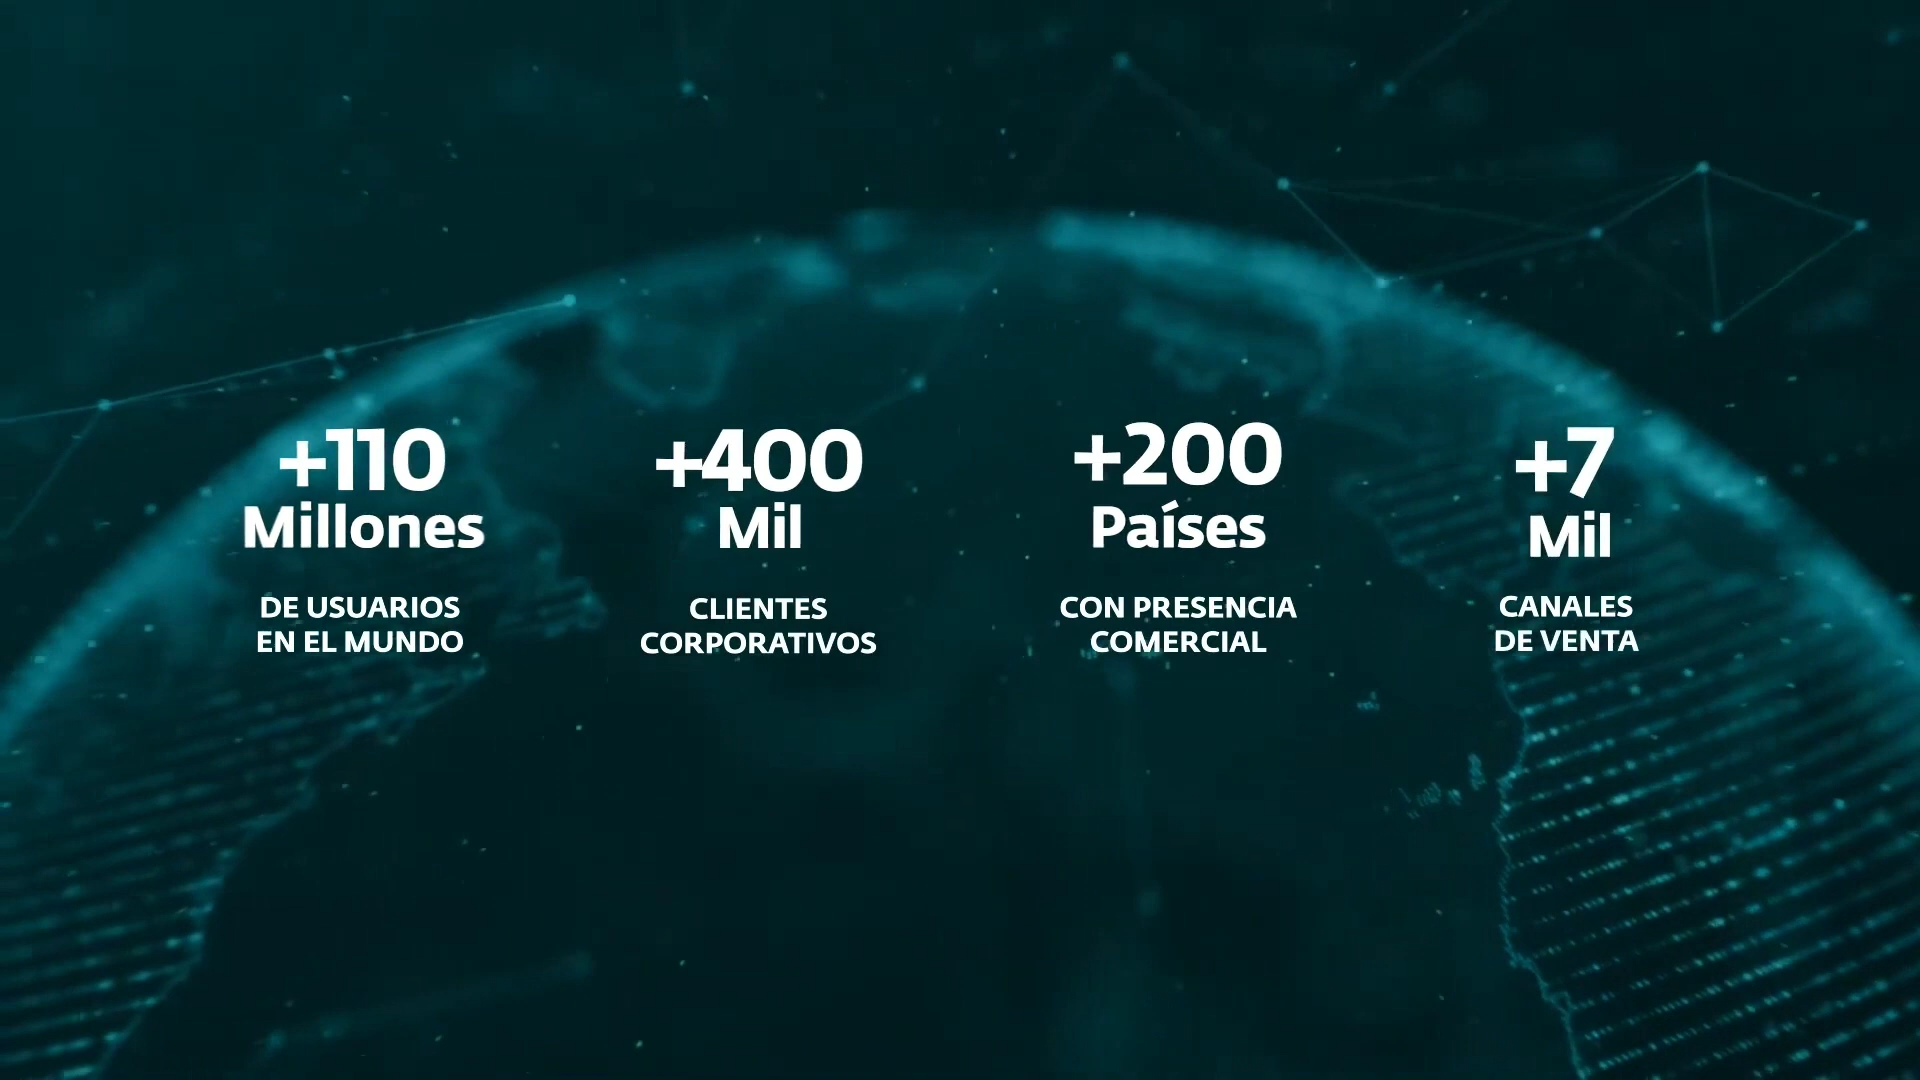 +110
Millones
DE USUARIOS
EN EL MUNDO
+400
Mil
CLIENTES
CORPORATIVOS
+200
Países
CON PRESENCIA
COMERCIAL
+7
Mil
CANALES
DE VENTA